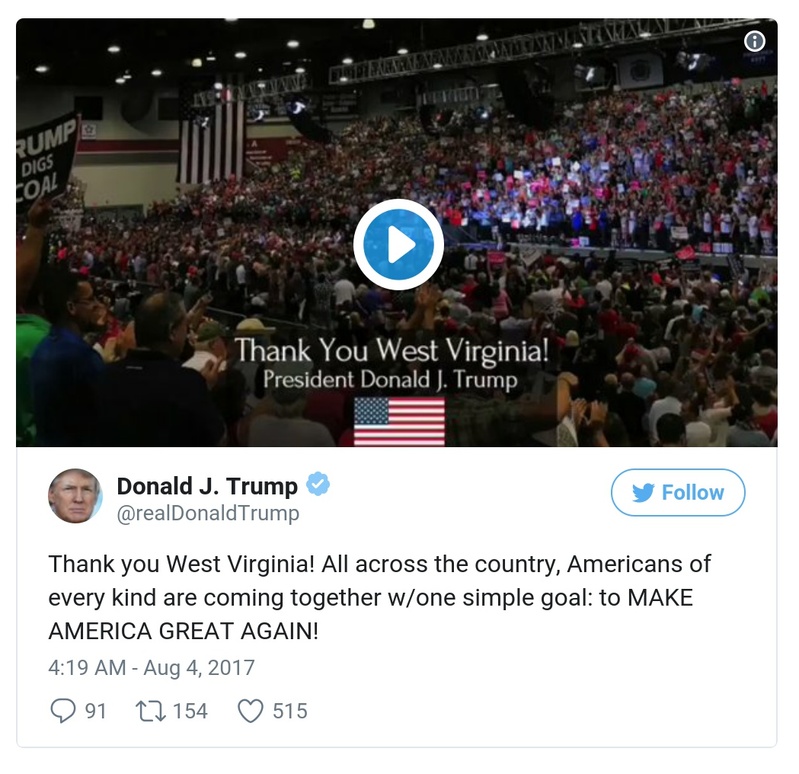 RUMP
DIGS
COAL
Thank You West Virginia!
President Donald J. Trump
Donald J. Trump
@realDonaldTrump
Follow
Thank you West Virginia! All across the country, Americans of
every kind are coming together w/one simple goal: to MAKE
AMERICA GREAT AGAIN!
4:19 AM - Aug 4, 2017
91 154 515